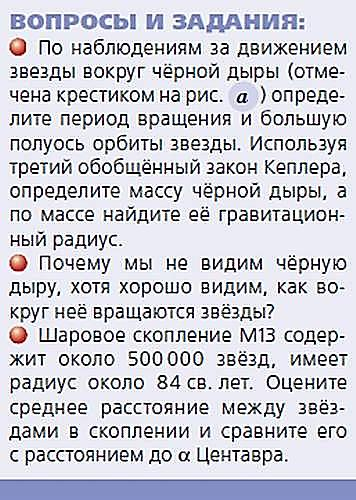 ВОПРОСЫ И ЗАДАНИЯ:
По наблюдениям за движением
звезды вокруг чёрной дыры (отме-
чена крестиком на рис. а ) опреде-
лите период вращения и большую
полуось орбиты звезды. Используя
третий обобщённый закон Кеплера,
определите массу чёрной дыры, а
по массе найдите её гравитацион-
ный радиус.
Почему мы не видим чёрную
дыру, хотя хорошо видим, как во-
круг неё вращаются звёзды?
Шаровое скопление М13 содер-
жит около 500 000 звёзд, имеет
радиус около 84 св. лет. Оцените
среднее расстояние между звёз-
дами в скоплении и сравните его
с расстоянием до α Центавра.